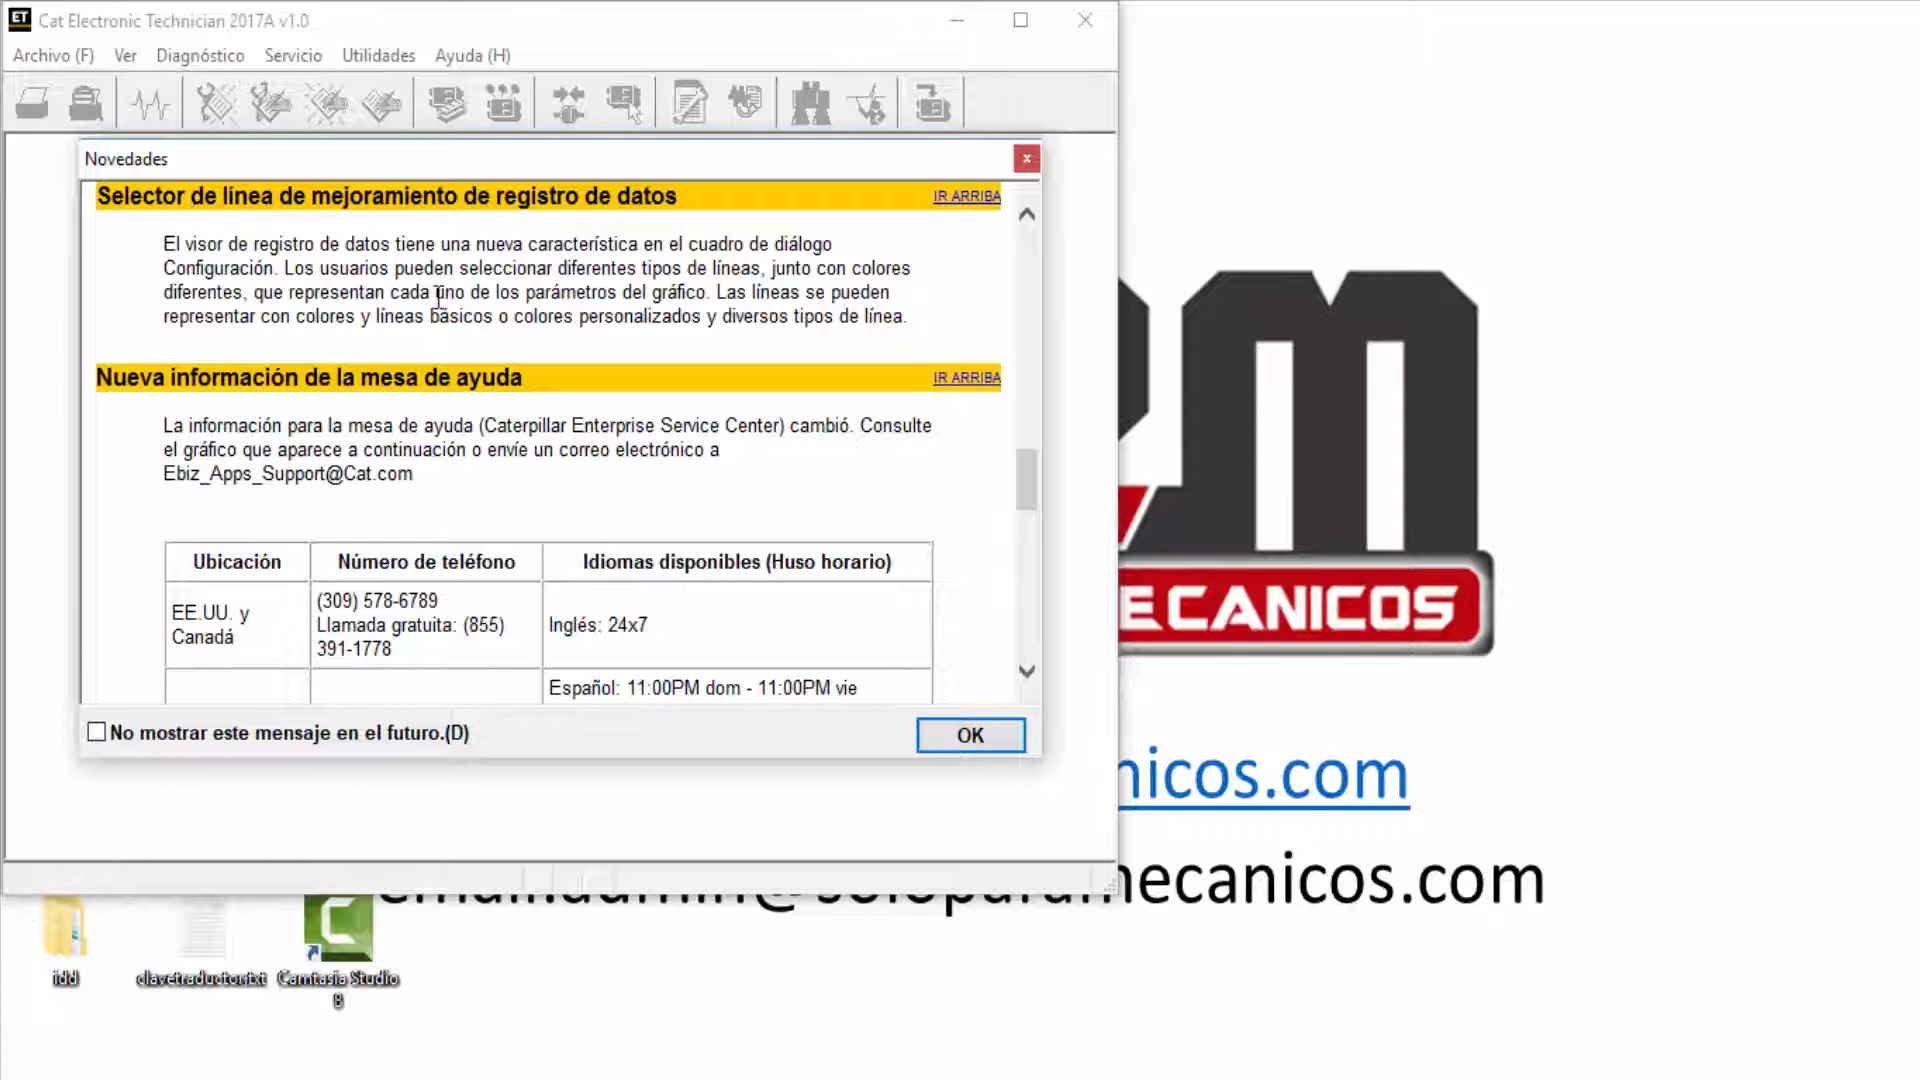 ET Cat Electronic Technician 2017A v1.0
Archivo (F) Ver Diagnóstico Servicio Utilidades Ayuda (H)
Novedades
Selector de línea de mejoramiento de registro de datos IR ARRIBA
El visor de registro de datos tiene una nueva característica en el cuadro de diálogo
Configuración. Los usuarios pueden seleccionar diferentes tipos de líneas, junto con colores
diferentes, que representan cada uno de los parámetros del gráfico. Las líneas se pueden
representar con colores y líneas básicos o colores personalizados y diversos tipos de línea.
Nueva información de la mesa de ayuda IR ARRIBA
La información para la mesa de ayuda (Caterpillar Enterprise Service Center) cambió. Consulte
el gráfico que aparece a continuación o envíe un correo electrónico a
Ebiz_Apps_Support@Cat.com
Ubicación Número de teléfono Idiomas disponibles (Huso horario)
EE.UU. y
Canadá
(309) 578-6789
Llamada gratuita: (855)
391-1778
Inglés: 24x7
Español: 11:00PM dom - 11:00PM vie
No mostrar este mensaje en el futuro.(D)
OK
ECANICOS
nicos.com
email:admin@soloparamecanicos.com
idd
clavetraductor.txt
Camtasia Studio
8